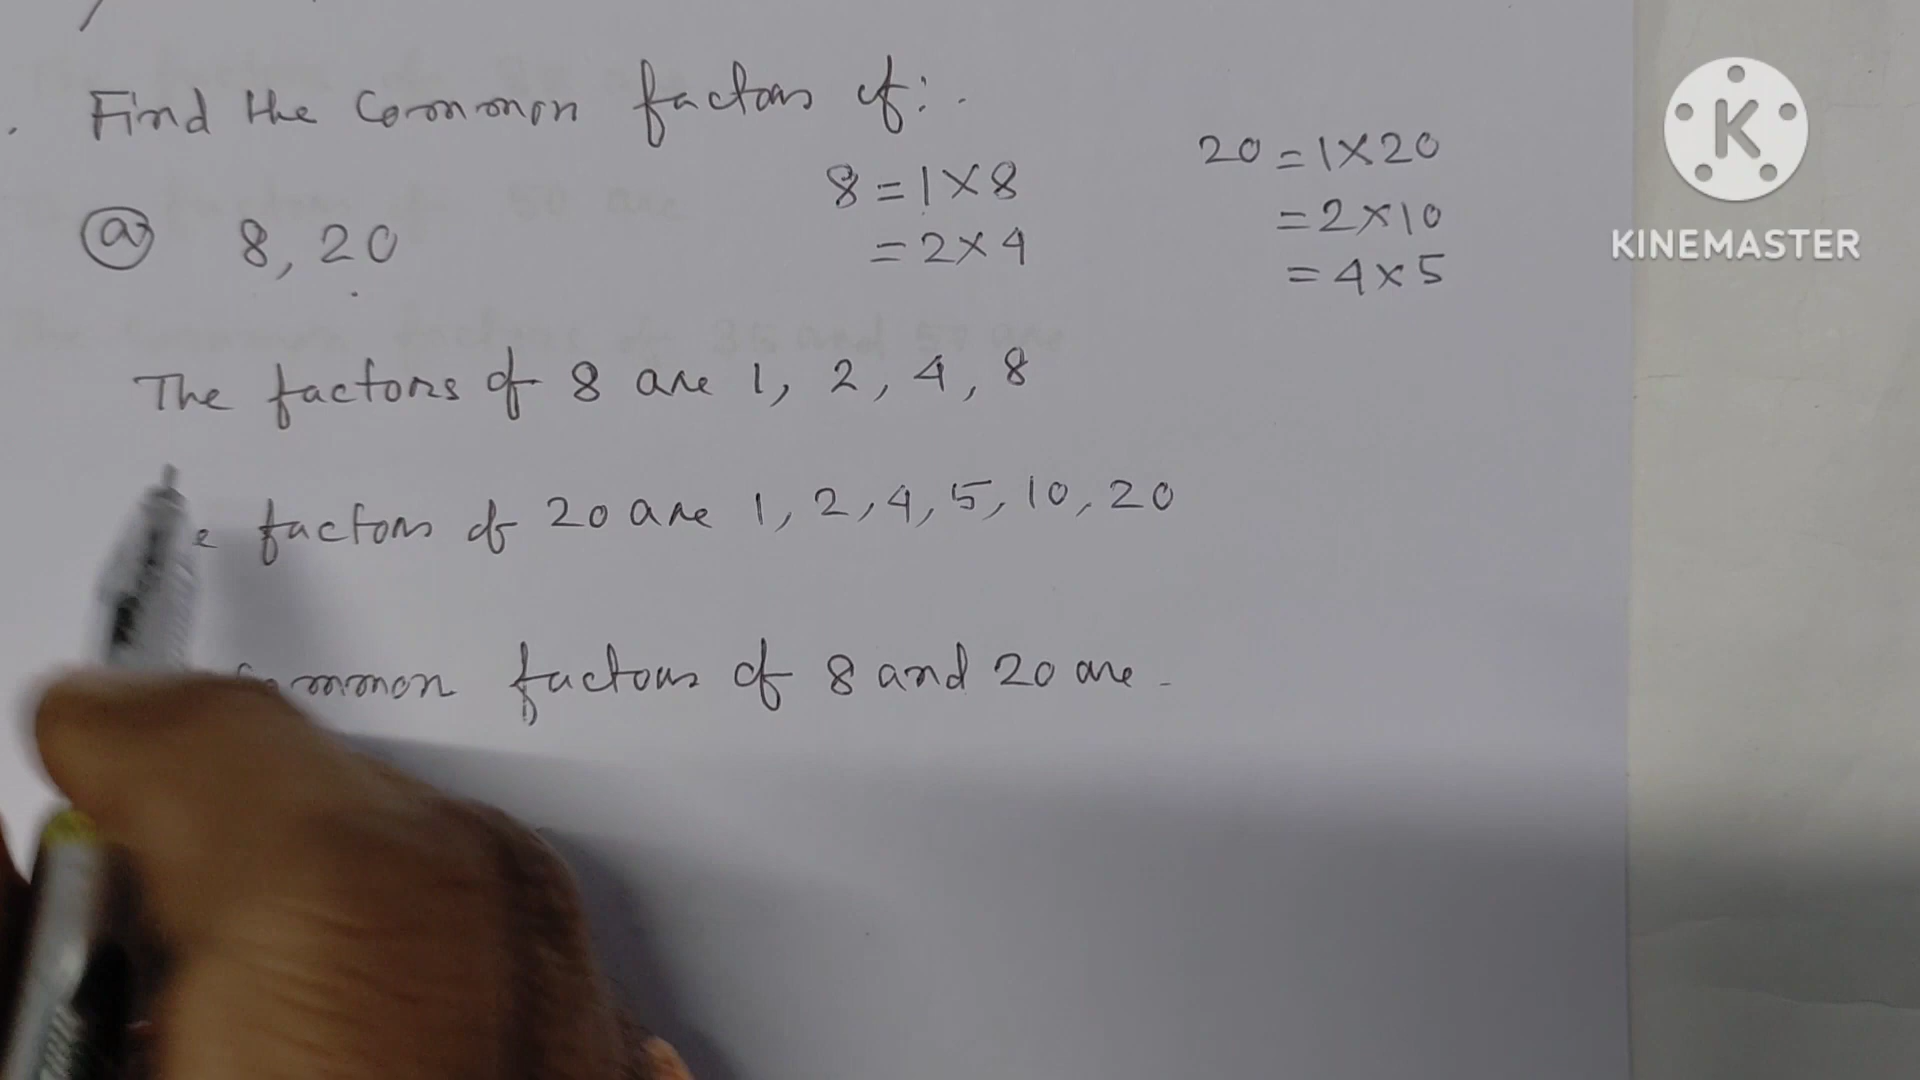 Find the Common factors of:.
8 = 1 X 8
= 2 X 4
20 = 1 X 20
= 2 X 10
= 4 X 5
a 8, 20
The factors of 8 are 1, 2, 4, 8
factors of 20 are 1, 2, 4, 5, 10, 20
Common factors of 8 and 20 are
K
KINEMASTER